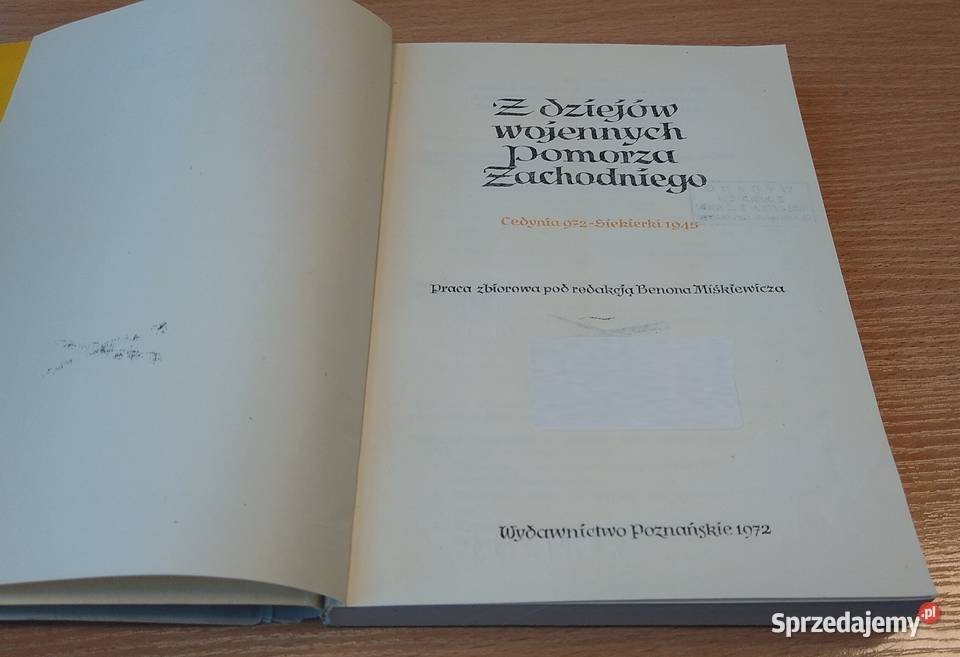 Z dziejów
wojennych
Pomorza
Zachodniego
Cedynia 972-Siekierki 1945
Praca zbiorowa pod redakcją Benona Miśkiewicza
Wydawnictwo Poznańskie 1972
Sprzedajemy.pl